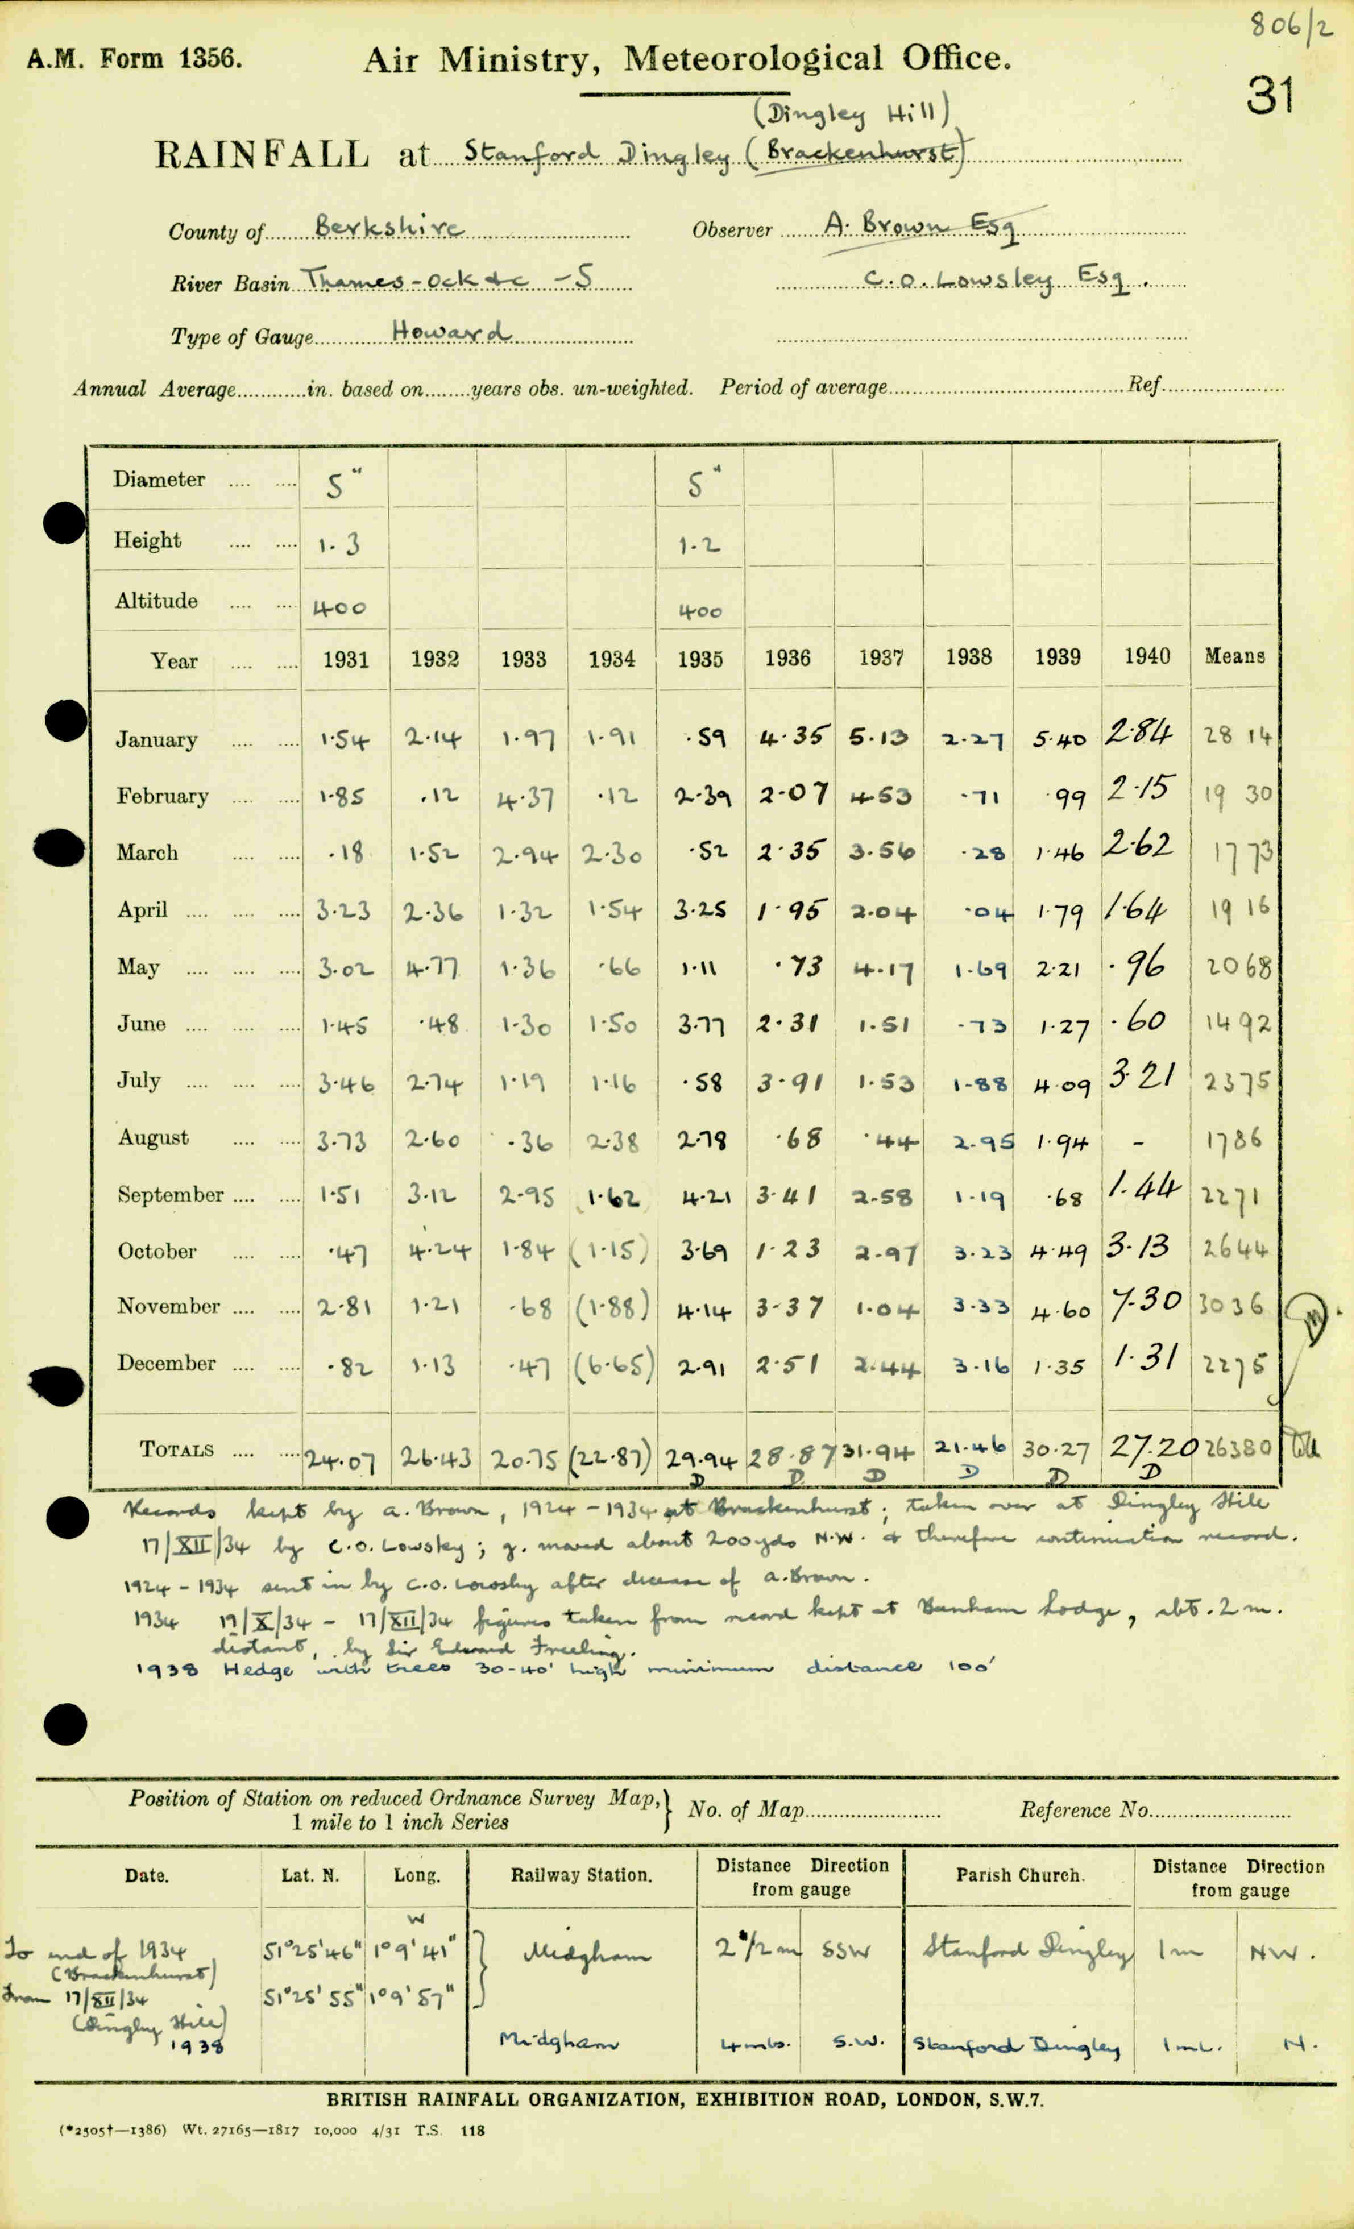 806/2
A.M. Form 1356. Air Ministry, Meteorological Office.
31
(Dingley Hill)
RAINFALL at Stanford Dingley (Brackenhurst)
County of Berkshire Observer A. Brown Esq
River Basin Thames - Ock &c - 5 C. O. Lowsley Esq.
Type of Gauge Howard
Annual Average in. based on years obs. un-weighted. Period of average Ref.
Diameter 5" 5"
Height 1.3 1.2
Altitude 400 400
Year 1931 1932 1933 1934 1935 1936 1937 1938 1939 1940 Means
January 1.54 2.14 1.97 1.91 .59 4.35 5.13 2.27 5.40 2.84 28 14
February 1.85 .12 4.37 .12 2.39 2.07 4.53 .71 .99 2.15 19 30
March .18 1.52 2.94 2.30 .52 2.35 3.56 .28 1.46 2.62 17 73
April 3.23 2.36 1.32 1.54 3.25 1.95 2.04 .04 1.79 1.64 19 16
May 3.02 4.77 1.36 .66 1.11 .73 4.17 1.69 2.21 .96 20 68
June 1.45 .48 1.30 1.50 3.77 2.31 1.51 .73 1.27 .60 14 92
July 3.46 2.74 1.19 1.16 .58 3.91 1.53 1.88 4.09 3.21 23 75
August 3.73 2.60 .36 2.38 2.78 .68 .44 2.95 1.94 - 17 86
September 1.51 3.12 2.95 1.62 4.21 3.41 2.58 1.19 .68 1.44 22 71
October .47 4.24 1.84 (1.15) 3.69 1.23 2.97 3.23 4.49 3.13 26 44
November 2.81 1.21 .68 (1.88) 4.14 3.37 1.04 3.33 4.60 7.30 30 36
December .82 1.13 .47 (6.65) 2.91 2.51 2.44 3.16 1.35 1.31 22 75
TOTALS 24.07 26.43 20.75 (22.87) 29.94 28.87 31.94 21.46 30.27 27.20 263 80
D D D D D D
Records kept by A. Brown, 1924 - 1934 at Brackenhurst; taken over at Dingley Hill
17/XII/34 by C.O. Lowsley; g. moved about 200 yds N.W. & therefore continuation record.
1924 - 1934 sent in by C.O. Lowsley after decease of A. Brown.
1934 19/X/34 - 17/XII/34 figures taken from record kept at Benham Lodge, abt. 2 m.
distant, by Sir Edward Freeling.
1938 Hedge with trees 30-40' high minimum distance 100'
Position of Station on reduced Ordnance Survey Map, 1 mile to 1 inch Series } No. of Map Reference No.
Date. Lat. N. Long. Railway Station. Distance Direction from gauge Parish Church. Distance Direction from gauge
W
To end of 1934 51°25'46" 1°9'41" } Midgham 2 1/2 m SSW Stanford Dingley 1 m NW.
(Brackenhurst)
From 17/XII/34 51°25'55" 1°9'57"
(Dingley Hill)
1938 Midgham 4 mls. S.W. Stanford Dingley 1 ml. N.
BRITISH RAINFALL ORGANIZATION, EXHIBITION ROAD, LONDON, S.W.7.
(*2505†—1386) Wt. 27165—1817 10,000 4/31 T.S. 118